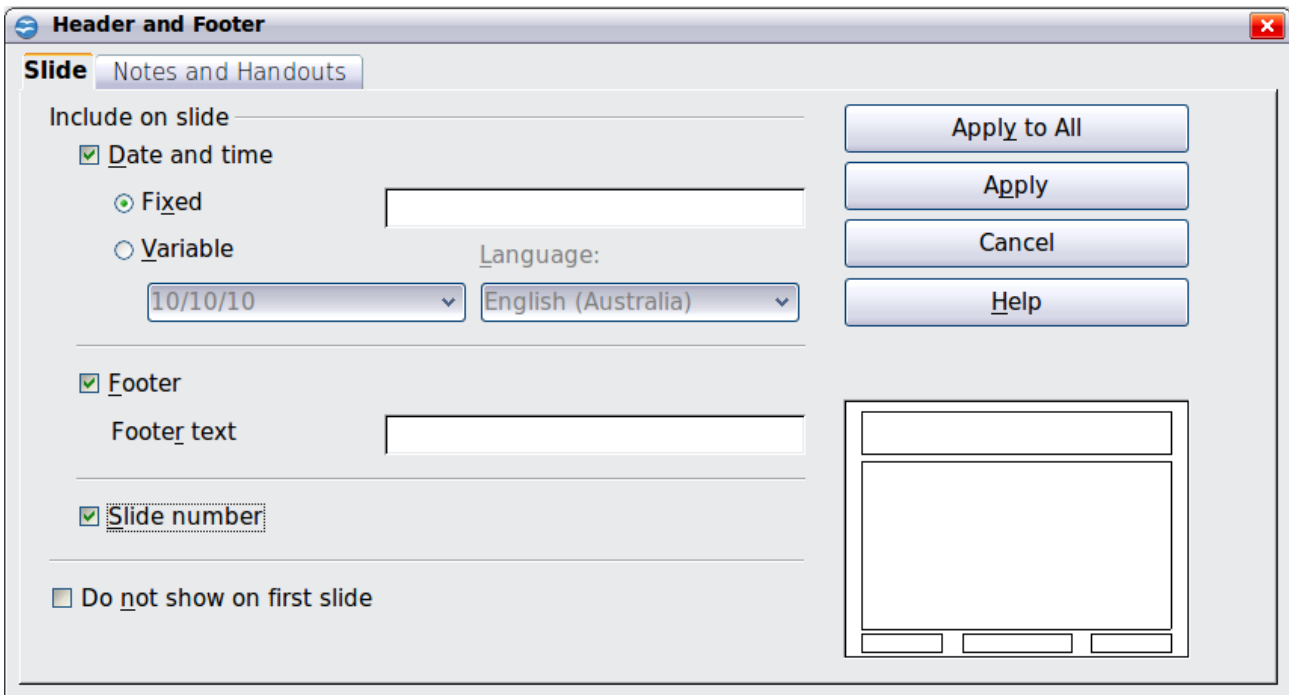 Header and Footer
Slide
Notes and Handouts
Include on slide
Date and time
Fixed
Variable
Language:
10/10/10
English (Australia)
Footer
Footer text
Slide number
Do not show on first slide
Apply to All
Apply
Cancel
Help